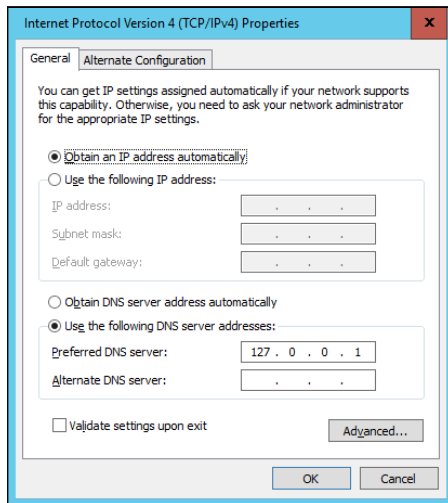 Internet Protocol Version 4 (TCP/IPv4) Properties
x
General
Alternate Configuration
You can get IP settings assigned automatically if your network supports
this capability. Otherwise, you need to ask your network administrator
for the appropriate IP settings.
Obtain an IP address automatically
Use the following IP address:
IP address: . . .
Subnet mask: . . .
Default gateway: . . .
Obtain DNS server address automatically
Use the following DNS server addresses:
Preferred DNS server: 127 . 0 . 0 . 1
Alternate DNS server: . . .
Validate settings upon exit
Advanced...
OK
Cancel